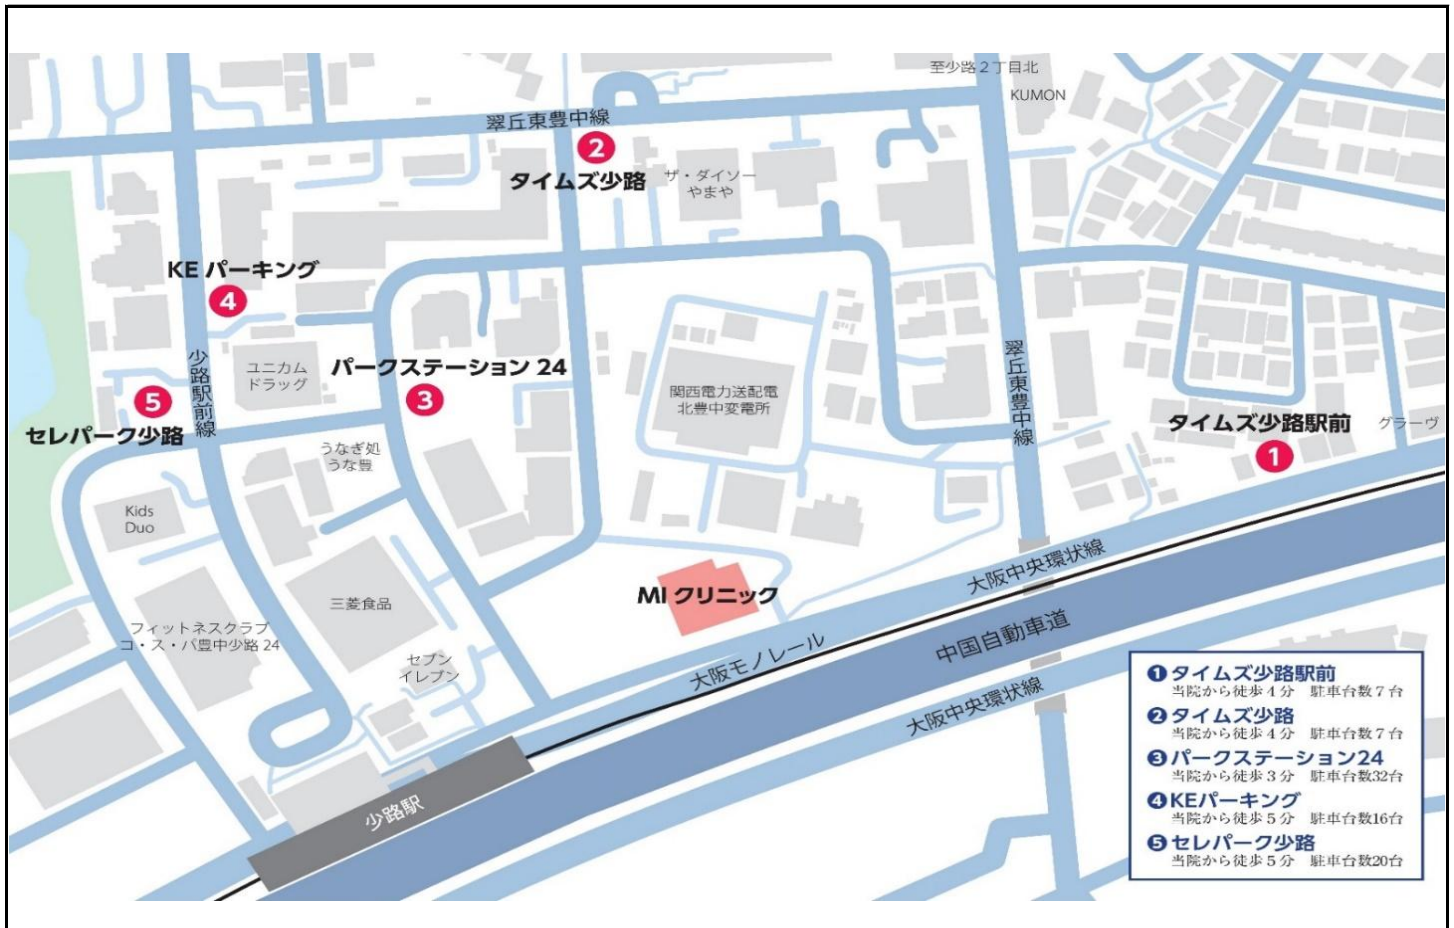 至少路2丁目北
KUMON
翠丘東豊中線
2
タイムズ少路
ザ・ダイソー
やまや
KE パーキング
4
少路駅前線
ユニカム
ドラッグ
パークステーション 24
3
関西電力送配電
北豊中変電所
翠丘東豊中線
5
セレパーク少路
うなぎ処
うな豊
タイムズ少路駅前
1
グラーヴ
Kids
Duo
三菱食品
MI クリニック
フィットネスクラブ
コ・ス・パ豊中少路 24
セブン
イレブン
大阪中央環状線
大阪モノレール
中国自動車道
大阪中央環状線
少路駅
❶タイムズ少路駅前
当院から徒歩4分 駐車台数7台
❷タイムズ少路
当院から徒歩4分 駐車台数7台
❸パークステーション24
当院から徒歩3分 駐車台数32台
❹KEパーキング
当院から徒歩5分 駐車台数16台
❺セレパーク少路
当院から徒歩5分 駐車台数20台